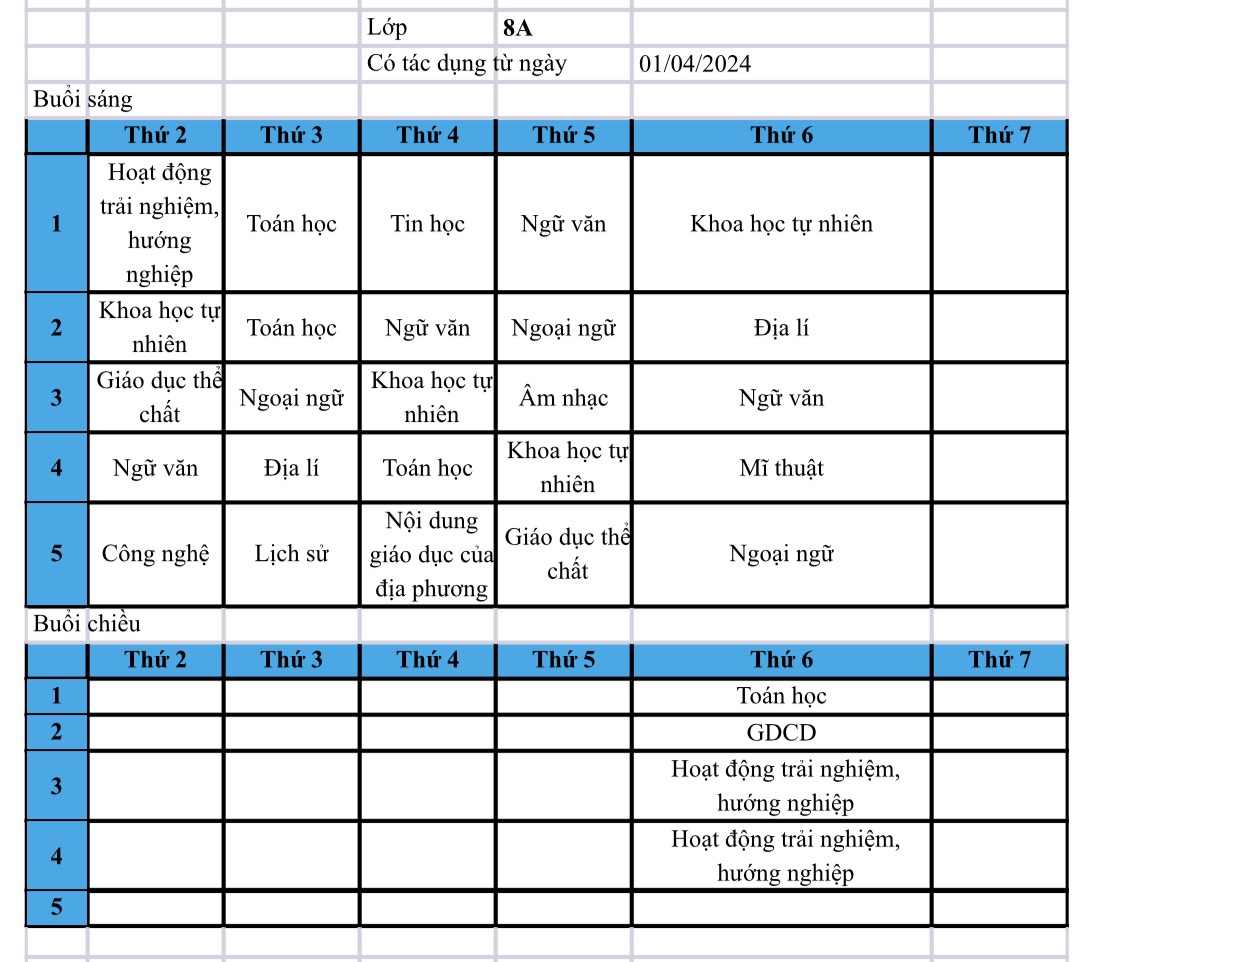 Lớp 8A
Có tác dụng từ ngày 01/04/2024
Buổi sáng
Thứ 2 Thứ 3 Thứ 4 Thứ 5 Thứ 6 Thứ 7
1 Hoạt động trải nghiệm, hướng nghiệp Toán học Tin học Ngữ văn Khoa học tự nhiên
2 Khoa học tự nhiên Toán học Ngữ văn Ngoại ngữ Địa lí
3 Giáo dục thể chất Ngoại ngữ Khoa học tự nhiên Âm nhạc Ngữ văn
4 Ngữ văn Địa lí Toán học Khoa học tự nhiên Mĩ thuật
5 Công nghệ Lịch sử Nội dung giáo dục của địa phương Giáo dục thể chất Ngoại ngữ
Buổi chiều
Thứ 2 Thứ 3 Thứ 4 Thứ 5 Thứ 6 Thứ 7
1 Toán học
2 GDCD
3 Hoạt động trải nghiệm, hướng nghiệp
4 Hoạt động trải nghiệm, hướng nghiệp
5